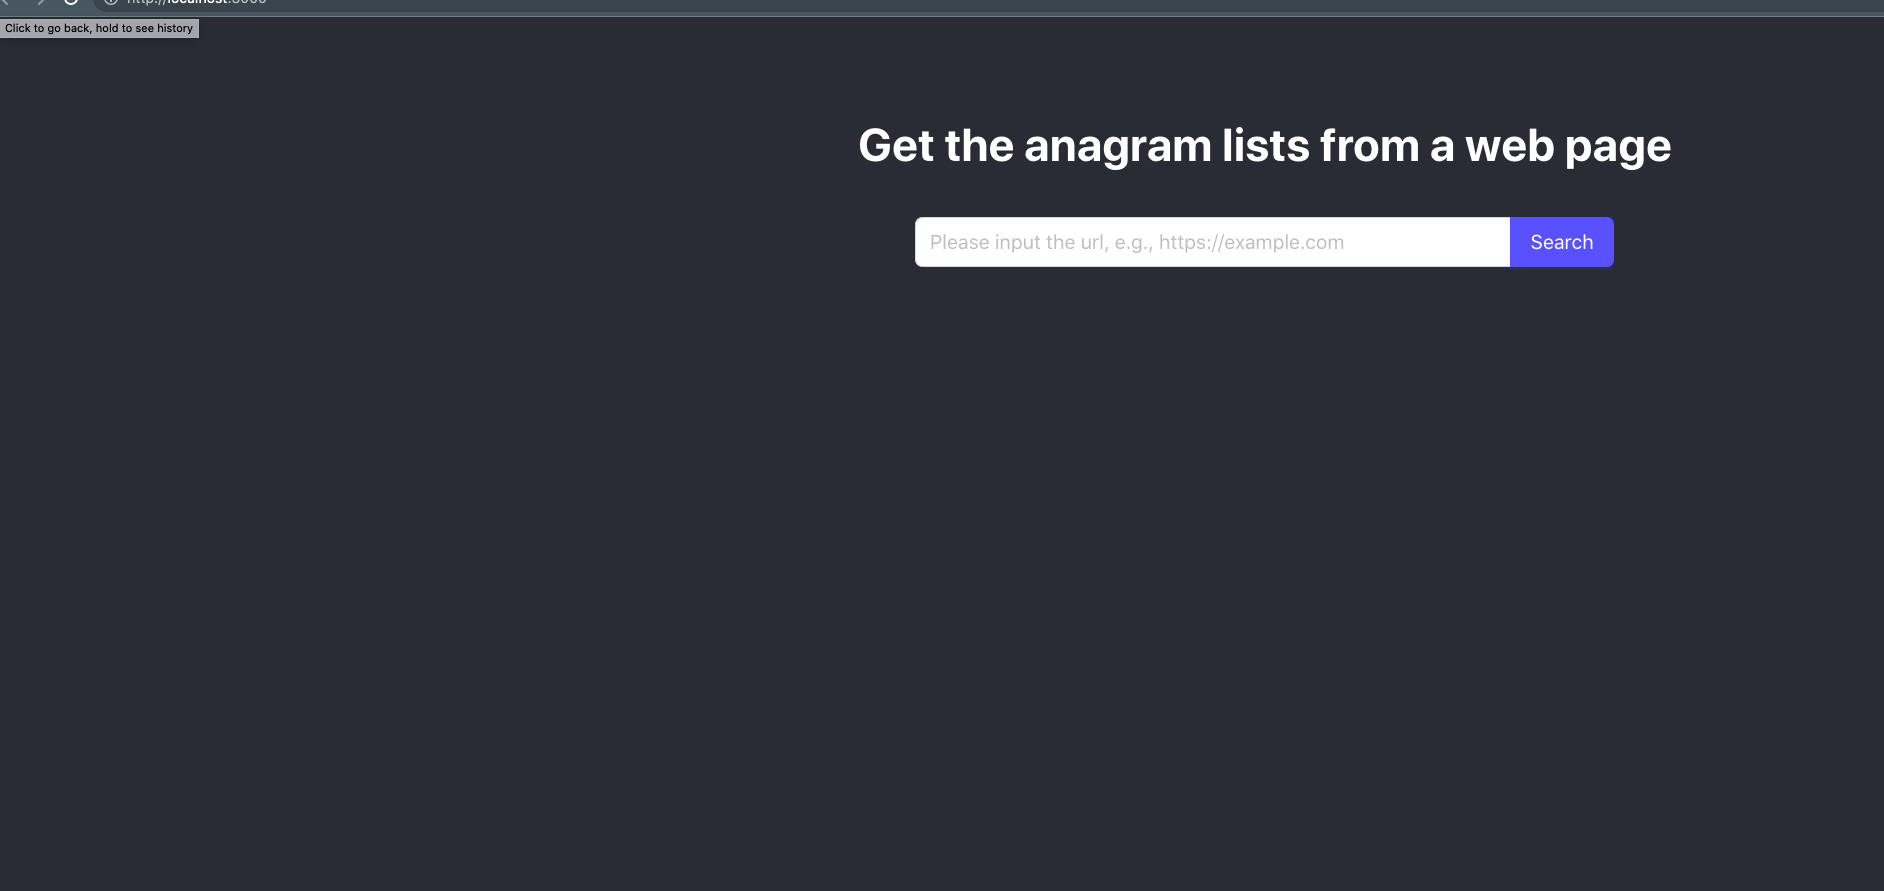 http://localhost:3000
Click to go back, hold to see history
Get the anagram lists from a web page
Please input the url, e.g., https://example.com
Search